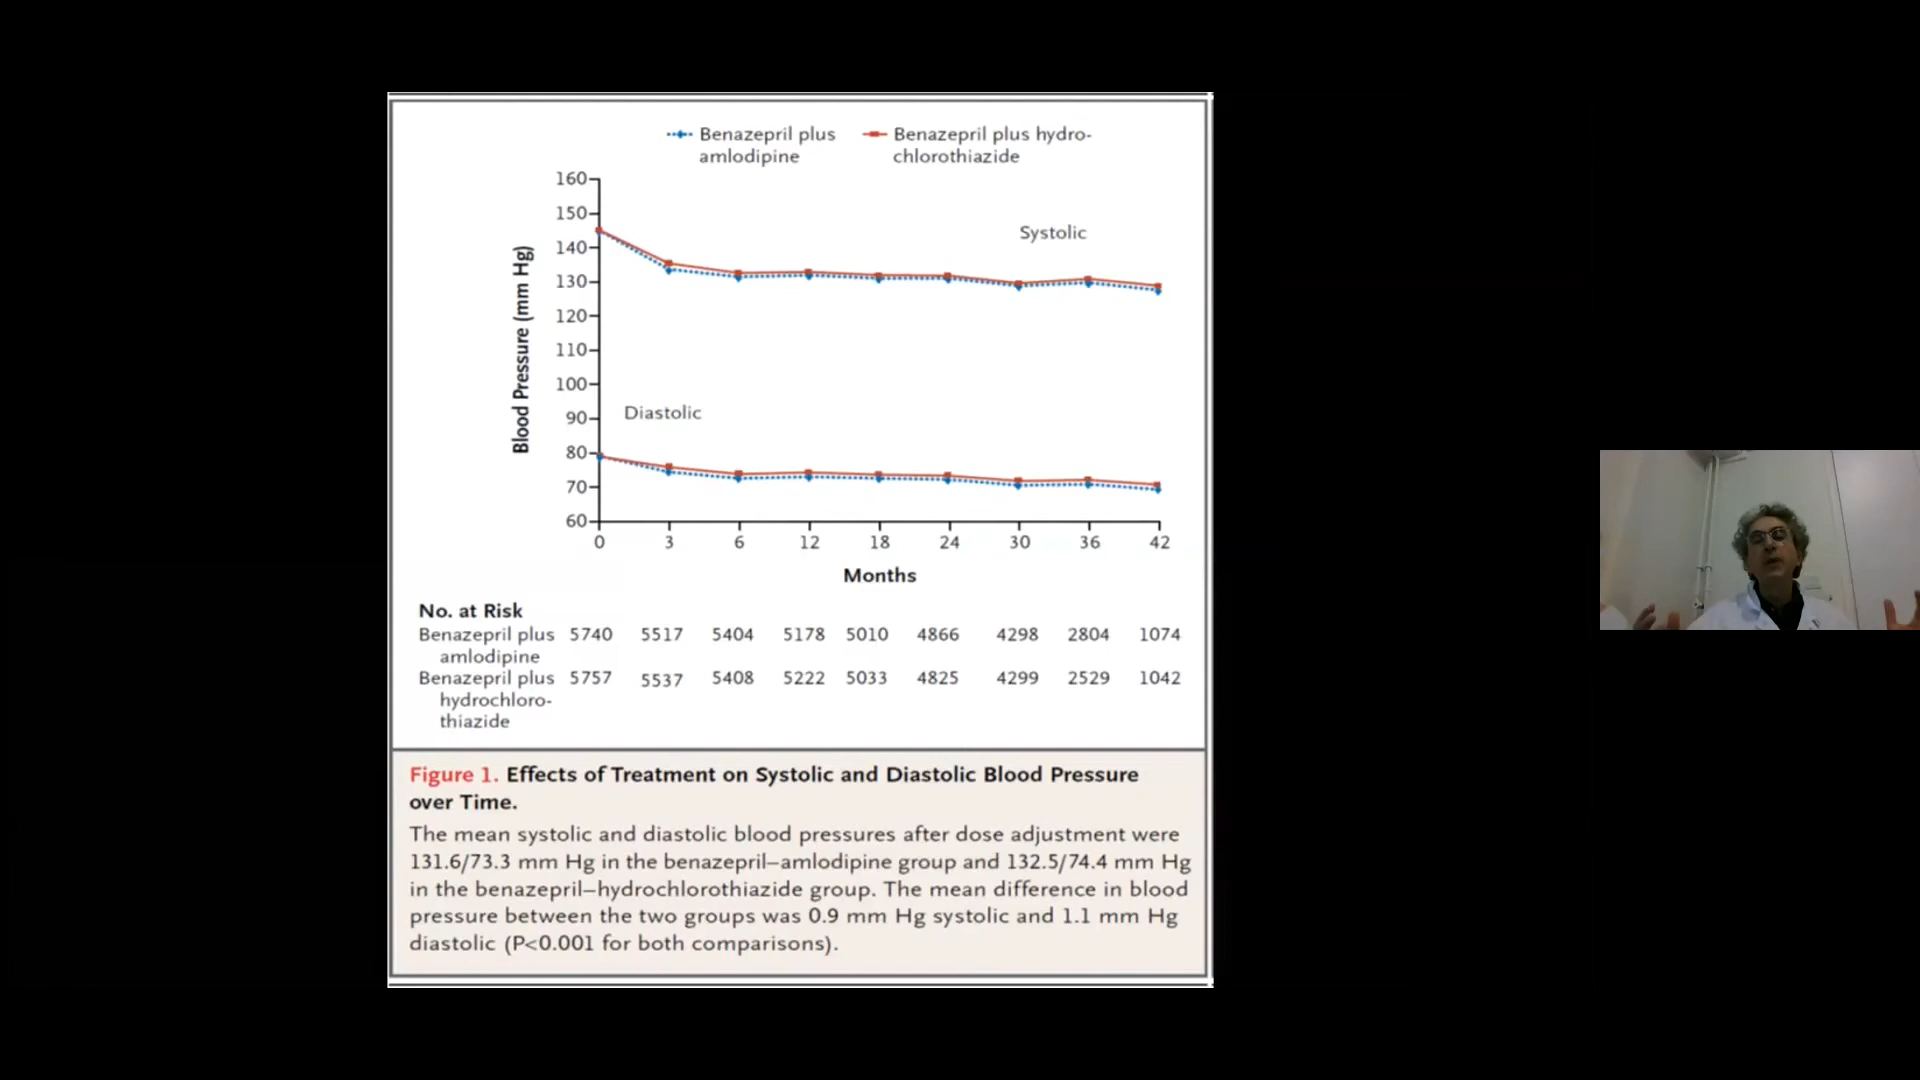 Benazepril plus
amlodipine
Benazepril plus hydro-
chlorothiazide
160
150
140
130
120
110
100
90
80
70
60
Blood Pressure (mm Hg)
Systolic
Diastolic
0 3 6 12 18 24 30 36 42
Months
No. at Risk
Benazepril plus 5740 5517 5404 5178 5010 4866 4298 2804 1074
amlodipine
Benazepril plus 5757 5537 5408 5222 5033 4825 4299 2529 1042
hydrochloro-
thiazide
Figure 1. Effects of Treatment on Systolic and Diastolic Blood Pressure
over Time.
The mean systolic and diastolic blood pressures after dose adjustment were
131.6/73.3 mm Hg in the benazepril–amlodipine group and 132.5/74.4 mm Hg
in the benazepril–hydrochlorothiazide group. The mean difference in blood
pressure between the two groups was 0.9 mm Hg systolic and 1.1 mm Hg
diastolic (P<0.001 for both comparisons).